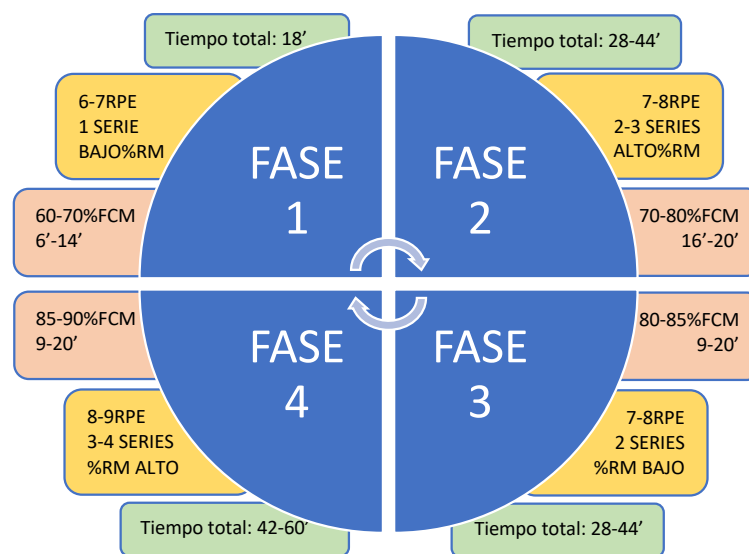 Tiempo total: 18’
6-7RPE
1 SERIE
BAJO%RM
60-70%FCM
6’-14’
FASE
1
Tiempo total: 28-44’
7-8RPE
2-3 SERIES
ALTO%RM
70-80%FCM
16’-20’
FASE
2
80-85%FCM
9-20’
7-8RPE
2 SERIES
%RM BAJO
Tiempo total: 28-44’
FASE
3
85-90%FCM
9-20’
8-9RPE
3-4 SERIES
%RM ALTO
Tiempo total: 42-60’
FASE
4